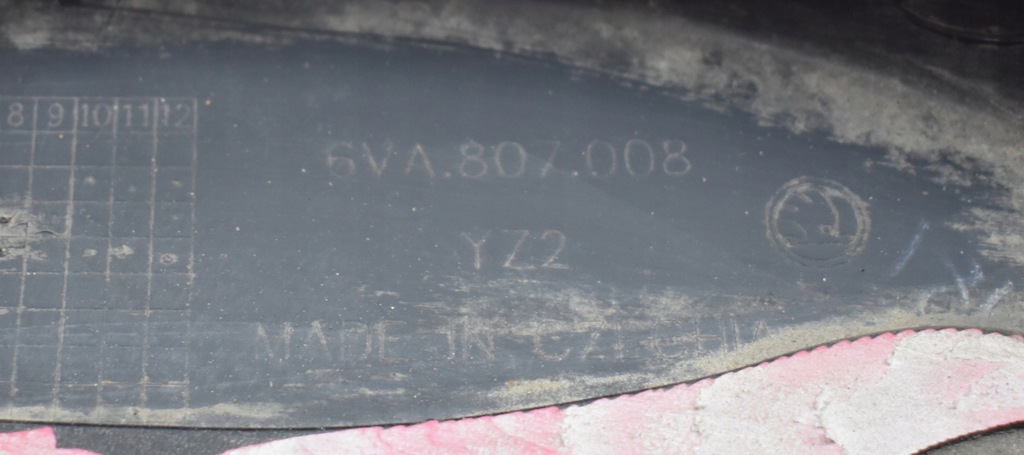 8 9 10 11 12
6VA.807.008
YZ2
MADE IN CZECHIA